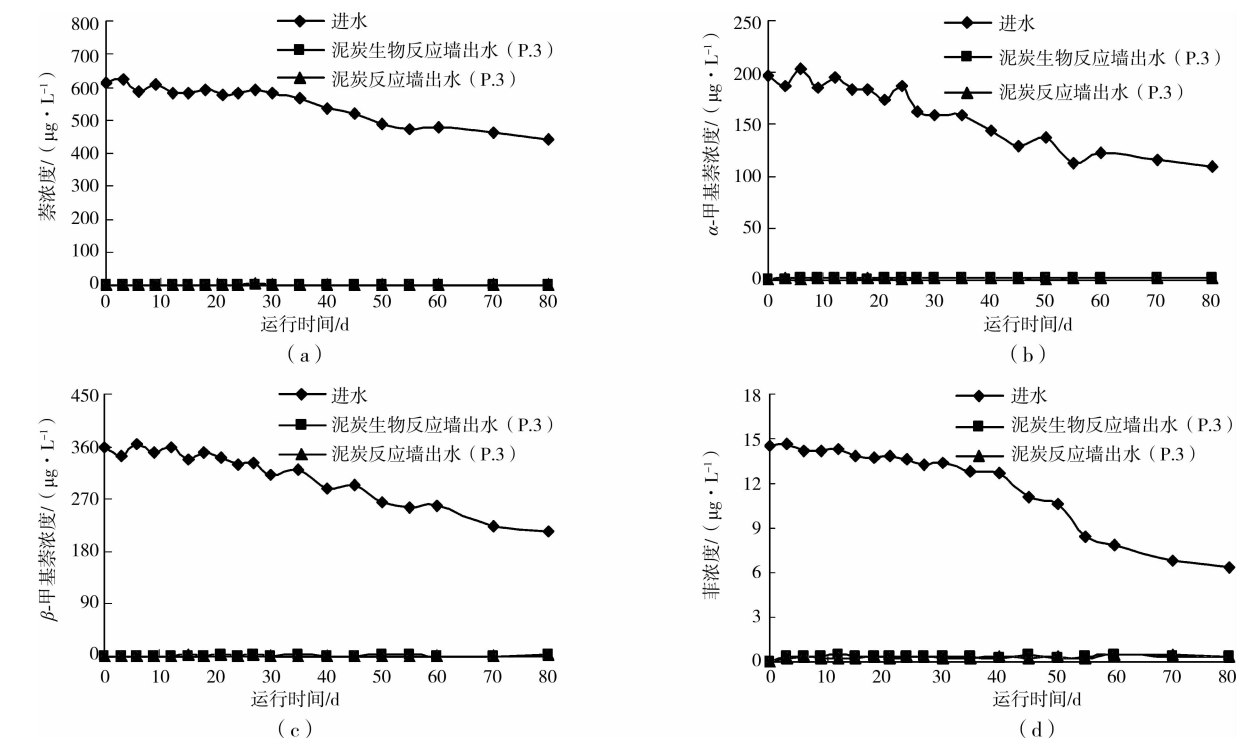 800
700
600
500
400
300
200
100
0
萘浓度/（μg·L⁻¹）
进水
泥炭生物反应墙出水（P.3）
泥炭反应墙出水（P.3）
0 10 20 30 40 50 60 70 80
运行时间/d
（a）
250
200
150
100
50
0
α-甲基萘浓度/（μg·L⁻¹）
进水
泥炭生物反应墙出水（P.3）
泥炭反应墙出水（P.3）
0 10 20 30 40 50 60 70 80
运行时间/d
（b）
450
360
270
180
90
0
β-甲基萘浓度/（μg·L⁻¹）
进水
泥炭生物反应墙出水（P.3）
泥炭反应墙出水（P.3）
0 10 20 30 40 50 60 70 80
运行时间/d
（c）
18
15
12
9
6
3
0
菲浓度/（μg·L⁻¹）
进水
泥炭生物反应墙出水（P.3）
泥炭反应墙出水（P.3）
0 10 20 30 40 50 60 70 80
运行时间/d
（d）